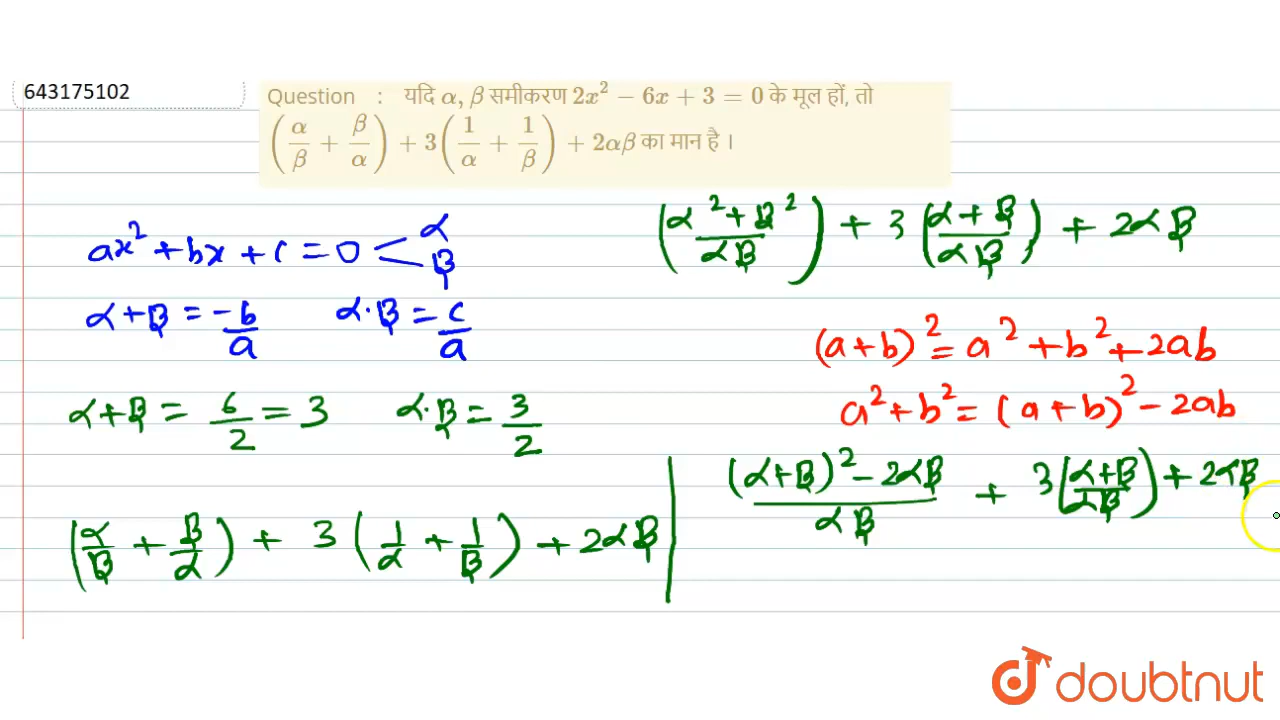 643175102
Question : यदि α, β समीकरण 2x² − 6x + 3 = 0 के मूल हों, तो
(α/β + β/α) + 3(1/α + 1/β) + 2αβ का मान है ।
ax² + bx + c = 0 < α β
α + β = -b/a α·β = c/a
α + β = 6/2 = 3 α·β = 3/2
(α/β + β/α) + 3(1/α + 1/β) + 2αβ
(α² + β²/αβ) + 3(α + β/αβ) + 2αβ
(a + b)² = a² + b² + 2ab
a² + b² = (a + b)² - 2ab
(α + β)² - 2αβ/αβ + 3(α + β/αβ) + 2αβ
doubtnut